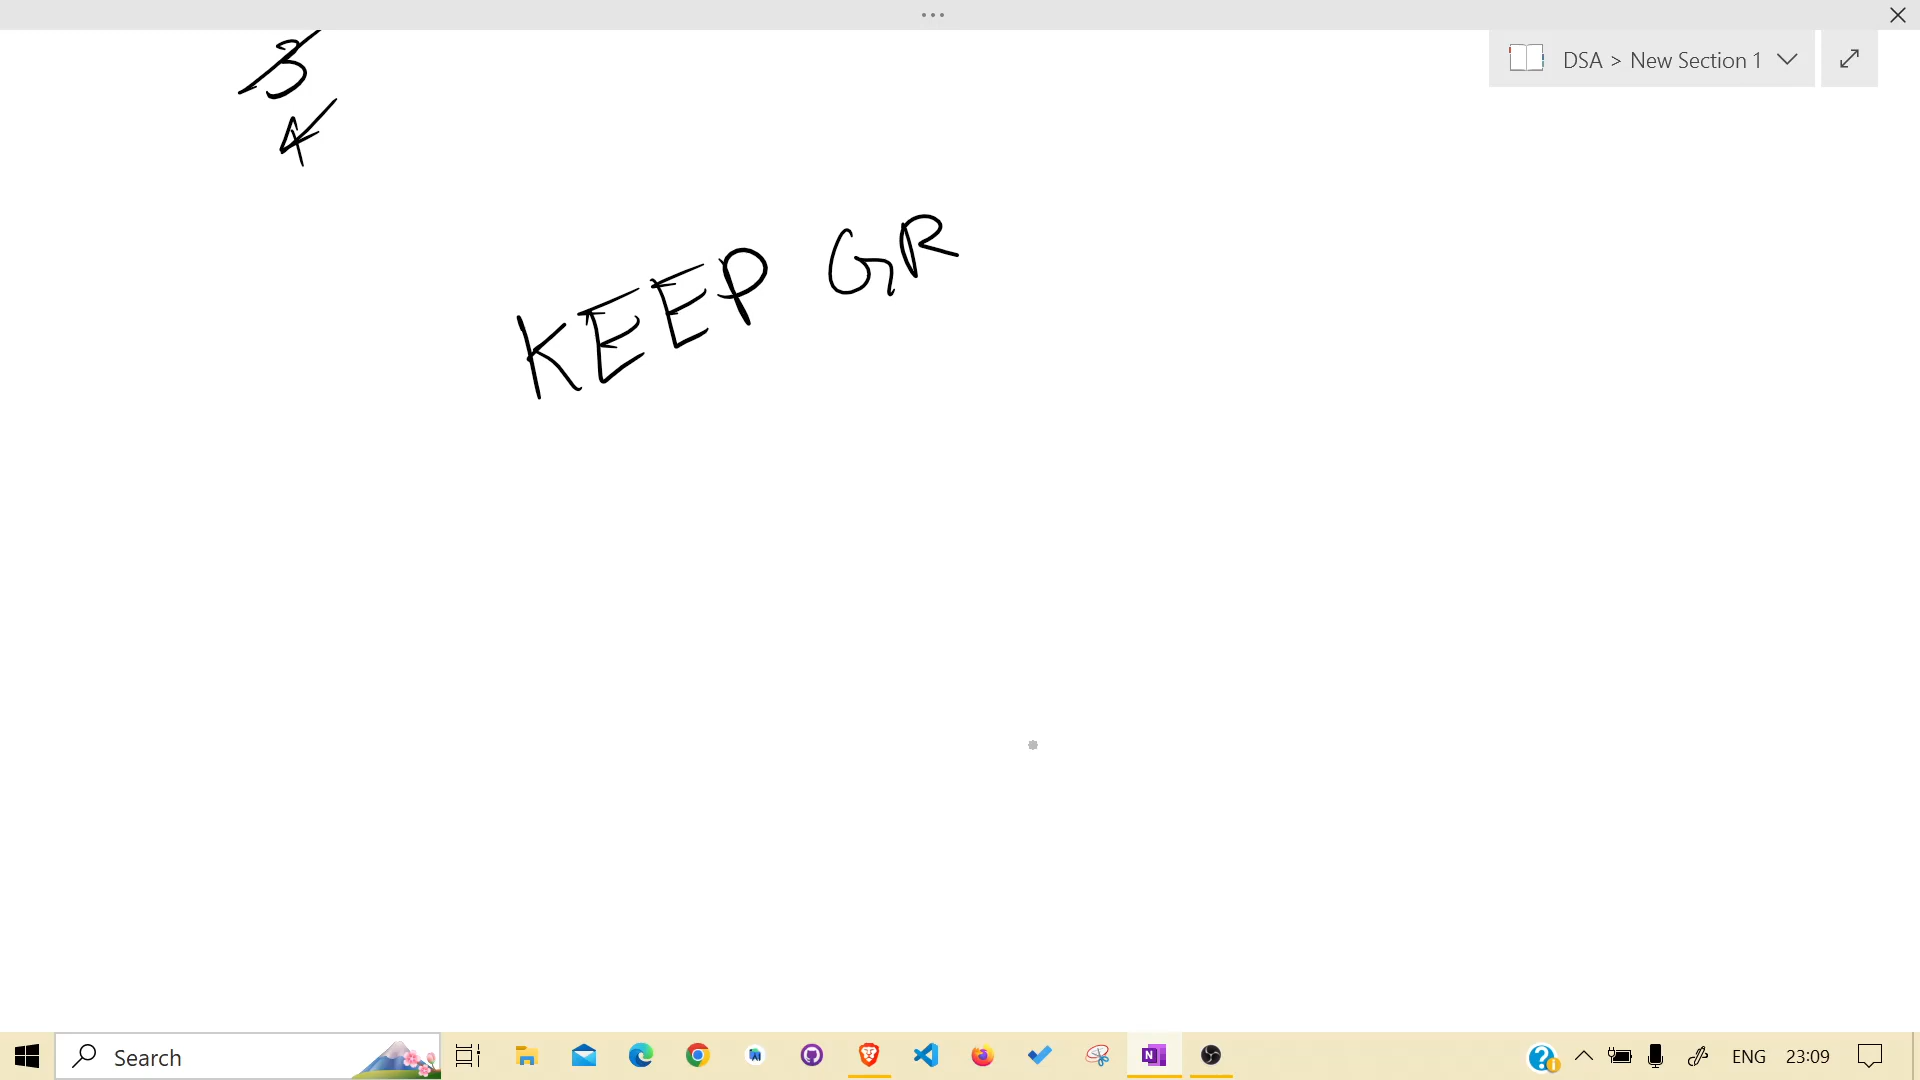 DSA > New Section 1
3
4
KEEP GR
Search
ENG
23:09